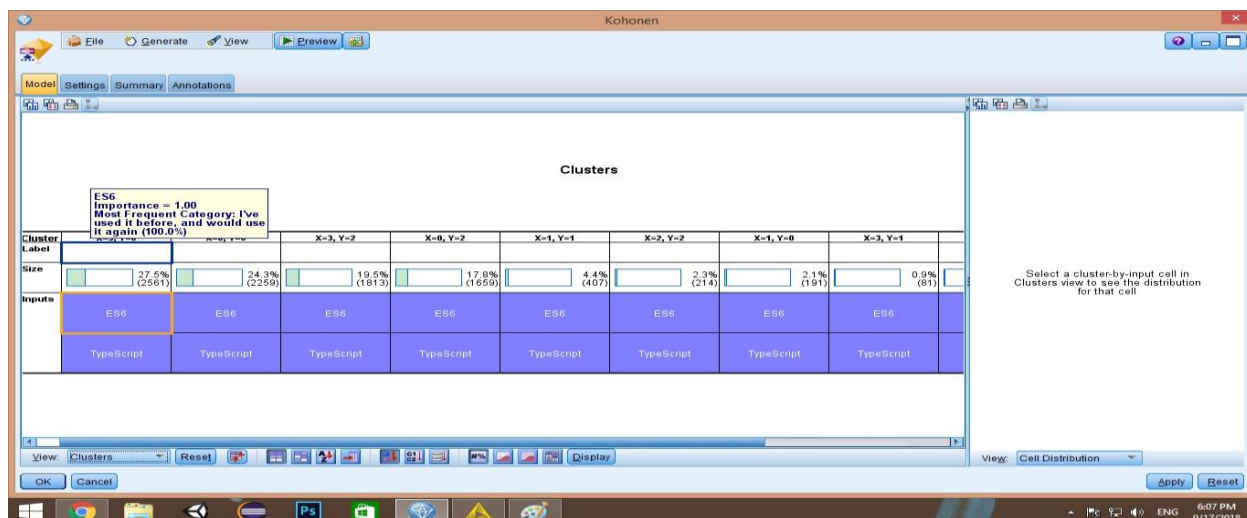 Kohonen
File Generate View Preview
Model Settings Summary Annotations
Clusters
ES6
Importance = 1.00
Most Frequent Category: I've
used it before, and would use
it again (100.0%)
Cluster X=3, Y=2 X=0, Y=2 X=1, Y=1 X=2, Y=2 X=1, Y=0 X=3, Y=1
Label
Size 27.5% 24.3% 19.5% 17.8% 4.4% 2.3% 2.1% 0.9%
(2561) (2259) (1813) (1659) (407) (214) (191) (81)
Inputs
ES6 ES6 ES6 ES6 ES6 ES6 ES6 ES6
TypeScript TypeScript TypeScript TypeScript TypeScript TypeScript TypeScript TypeScript
Select a cluster-by-input cell in
Clusters view to see the distribution
for that cell
View: Clusters Reset Display
View: Cell Distribution
OK Cancel Apply Reset
Ps ENG 6:07 PM
9/17/2018